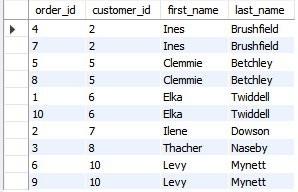 order_id customer_id first_name last_name
4 2 Ines Brushfield
7 2 Ines Brushfield
5 5 Clemmie Betchley
8 5 Clemmie Betchley
1 6 Elka Twiddell
10 6 Elka Twiddell
2 7 Ilene Dowson
3 8 Thacher Naseby
6 10 Levy Mynett
9 10 Levy Mynett